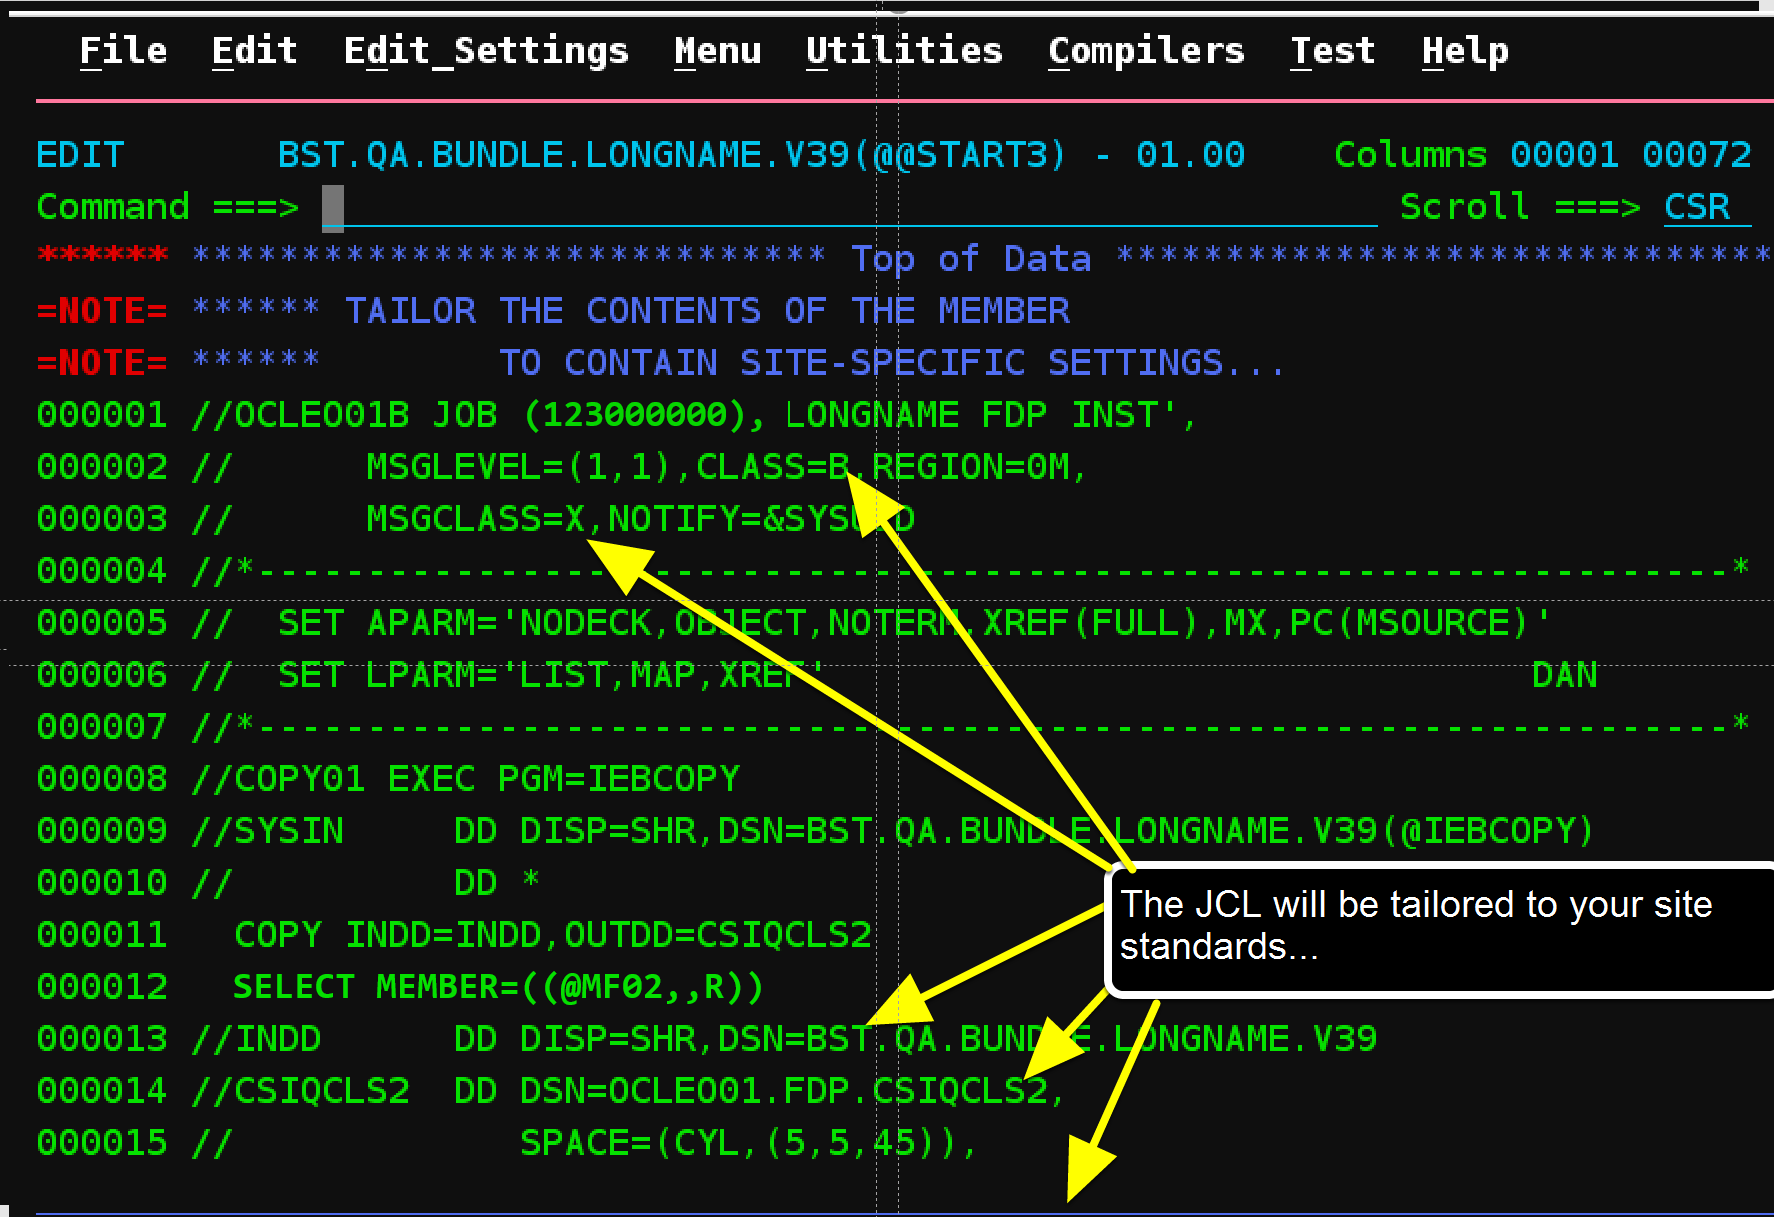 File Edit Edit_Settings Menu Utilities Compilers Test Help
EDIT BST.QA.BUNDLE.LONGNAME.V39(@@START3) - 01.00 Columns 00001 00072
Command ===> Scroll ===> CSR
****** ***************************** Top of Data ******************************
=NOTE= ****** TAILOR THE CONTENTS OF THE MEMBER
=NOTE= ****** TO CONTAIN SITE-SPECIFIC SETTINGS...
000001 //OCLEO01B JOB (123000000), LONGNAME FDP INST',
000002 // MSGLEVEL=(1,1),CLASS=B,REGION=0M,
000003 // MSGCLASS=X,NOTIFY=&SYSUID
000004 //*-------------------------------------------------------------------*
000005 // SET APARM='NODECK,OBJECT,NOTERM,XREF(FULL),MX,PC(MSOURCE)'
000006 // SET LPARM='LIST,MAP,XREF' DAN
000007 //*-------------------------------------------------------------------*
000008 //COPY01 EXEC PGM=IEBCOPY
000009 //SYSIN DD DISP=SHR,DSN=BST.QA.BUNDLE.LONGNAME.V39(@IEBCOPY)
000010 // DD *
000011 COPY INDD=INDD,OUTDD=CSIQCLS2
000012 SELECT MEMBER=((@MF02,,R))
000013 //INDD DD DISP=SHR,DSN=BST.QA.BUNDLE.LONGNAME.V39
000014 //CSIQCLS2 DD DSN=OCLEO01.FDP.CSIQCLS2,
000015 // SPACE=(CYL,(5,5,45)),
The JCL will be tailored to your site
standards...